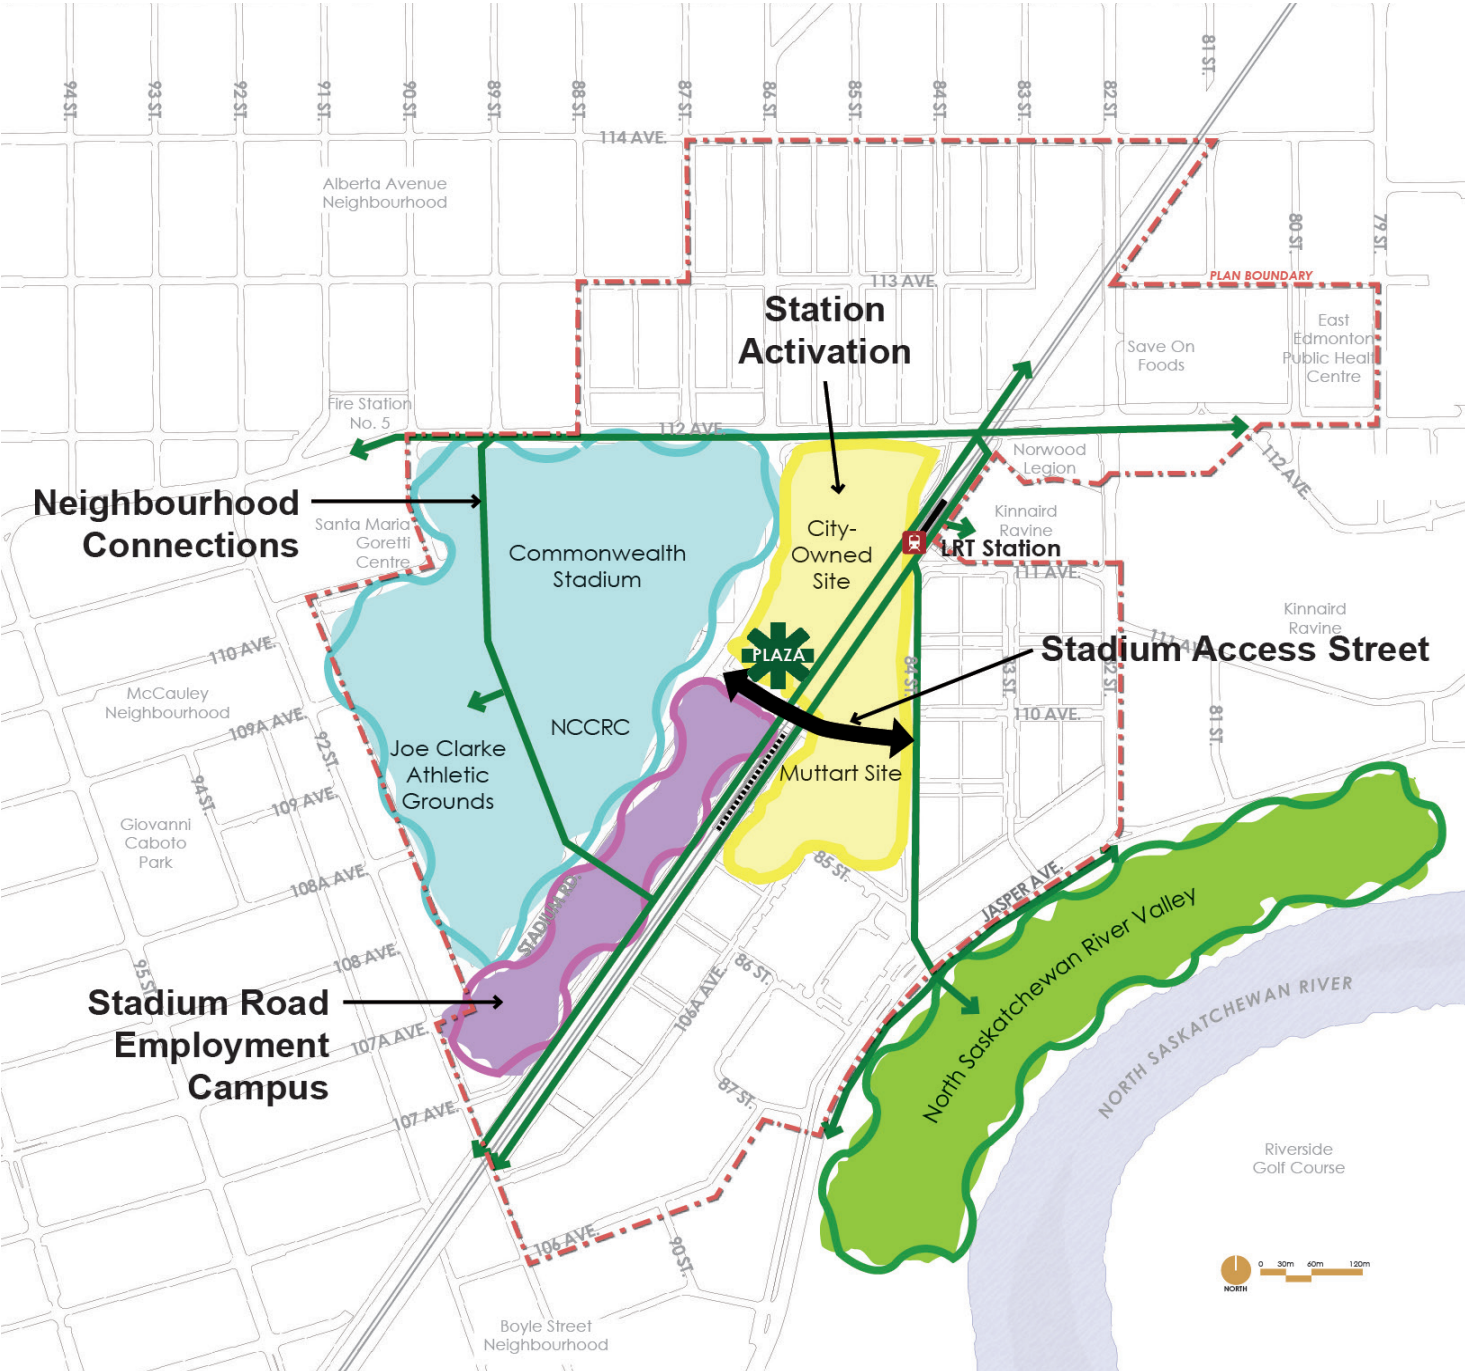 94 ST.
93 ST.
92 ST.
91 ST.
90 ST.
89 ST.
88 ST.
87 ST.
86 ST.
85 ST.
84 ST.
83 ST.
82 ST.
81 ST.
114 AVE.
Alberta Avenue
Neighbourhood
80 ST.
79 ST.
113 AVE.
PLAN BOUNDARY
Station
Activation
East
Edmonton
Public Healt
Centre
Save On
Foods
Fire Station
No. 5
112 AVE.
Norwood
Legion
112 AVE.
Neighbourhood
Connections
Santa Maria
Goretti
Centre
Commonwealth
Stadium
City-
Owned
Site
Kinnaird
Ravine
LRT Station
111 AVE.
Kinnaird
Ravine
110 AVE.
PLAZA
84 ST.
83 ST.
82 ST.
111 A
Stadium Access Street
McCauley
Neighbourhood
109A AVE.
92 ST.
NCCRC
110 AVE.
81 ST.
Joe Clarke
Athletic
Grounds
Muttart Site
94 ST.
109 AVE.
Giovanni
Caboto
Park
108A AVE.
85 ST.
JASPER AVE.
STADIUM RD.
North Saskatchewan River Valley
108 AVE.
95 ST.
86 ST.
106A AVE.
NORTH SASKATCHEWAN RIVER
Stadium Road
Employment
Campus
107A AVE.
87 ST.
107 AVE.
Riverside
Golf Course
106 AVE.
90 ST.
NORTH
0 30m 60m 120m
Boyle Street
Neighbourhood